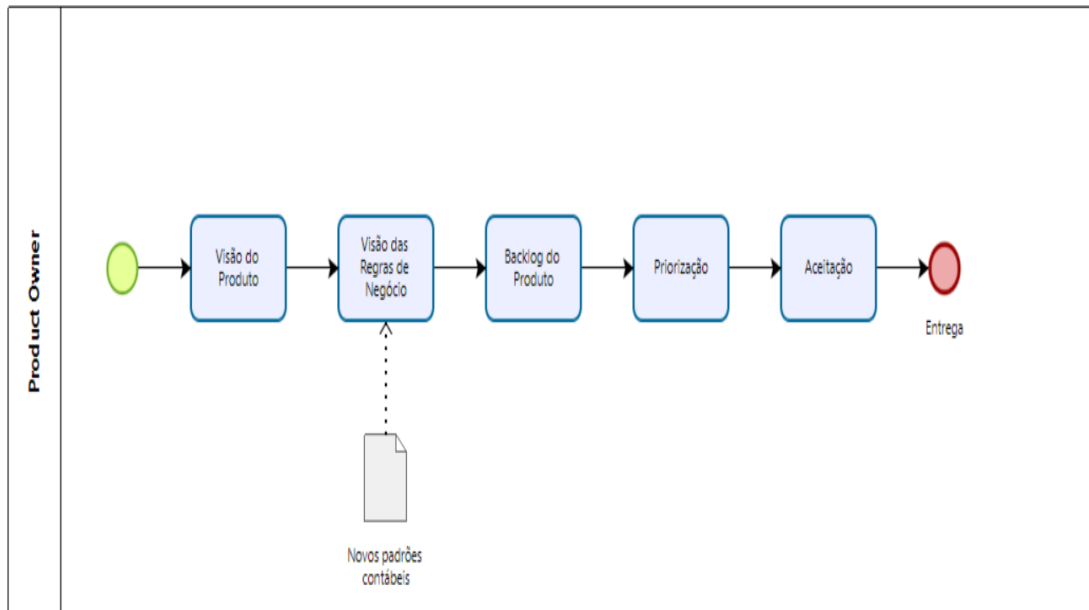 Product Owner
Visão do
Produto
Visão das
Regras de
Negócio
Backlog do
Produto
Priorização
Aceitação
Entrega
Novos padrões
contábeis